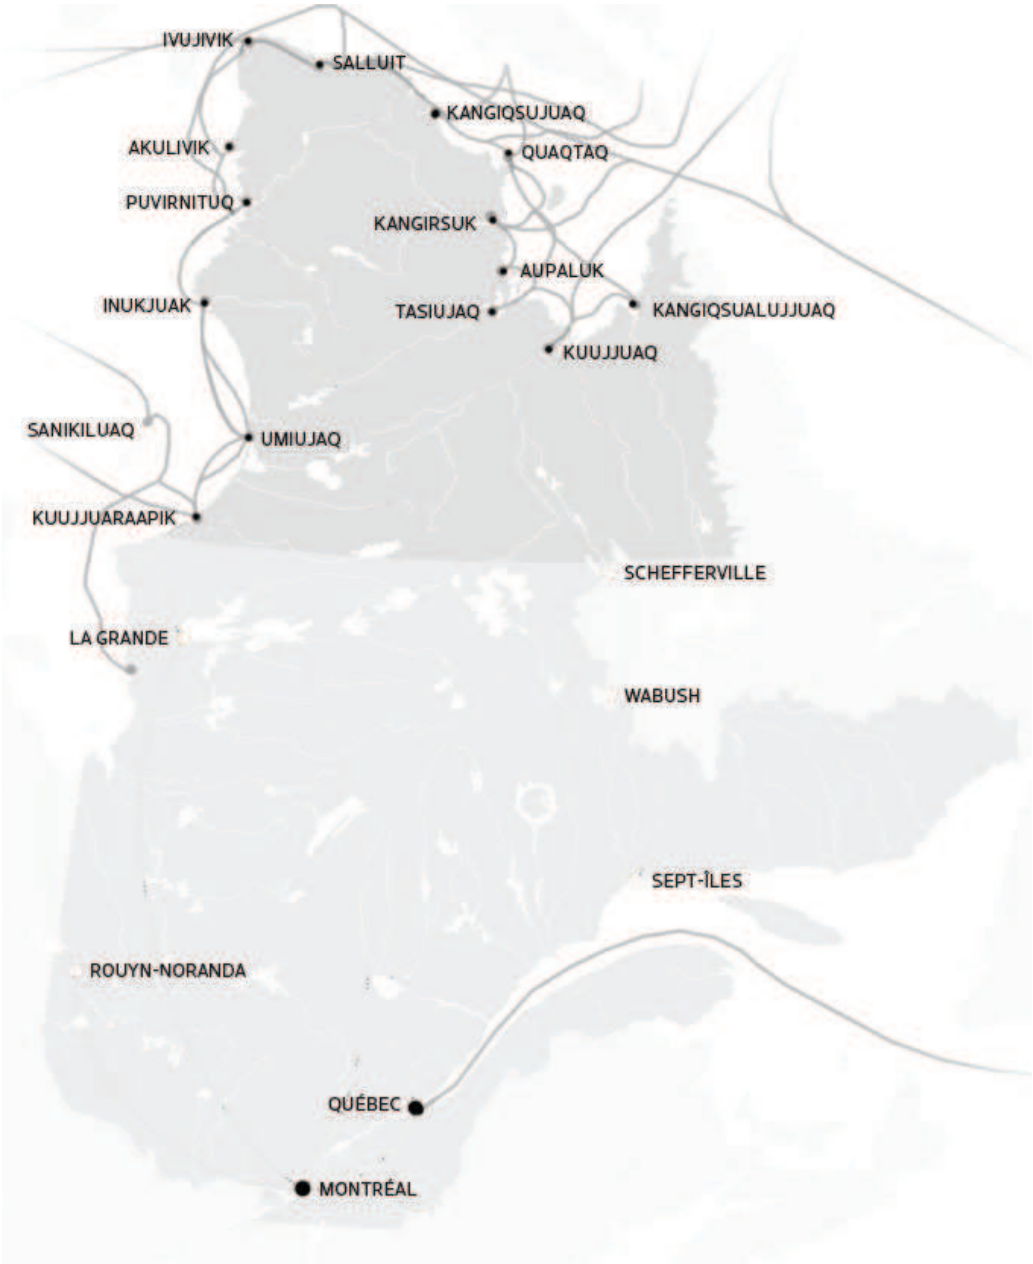 IVUJIVIK
SALLUIT
KANGIQSUJUAQ
AKULIVIK
QUAQTAQ
PUVIRNITUQ
KANGIRSUK
AUPALUK
INUKJUAK
TASIUJAQ
KANGIQSUALUJJUAQ
KUUJJUAQ
SANIKILUAQ
UMIUJAQ
KUUJJUARAAPIK
SCHEFFERVILLE
LA GRANDE
WABUSH
SEPT-ÎLES
ROUYN-NORANDA
QUÉBEC
MONTRÉAL